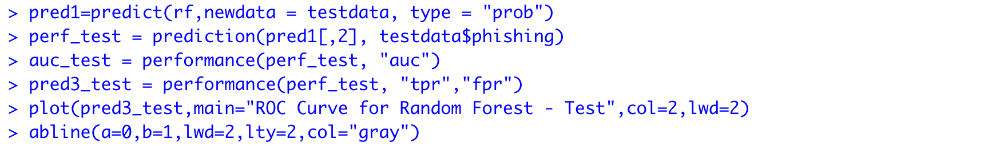 > pred1=predict(rf,newdata = testdata, type = "prob")
> perf_test = prediction(pred1[,2], testdata$phishing)
> auc_test = performance(perf_test, "auc")
> pred3_test = performance(perf_test, "tpr","fpr")
> plot(pred3_test,main="ROC Curve for Random Forest - Test",col=2,lwd=2)
> abline(a=0,b=1,lwd=2,lty=2,col="gray")